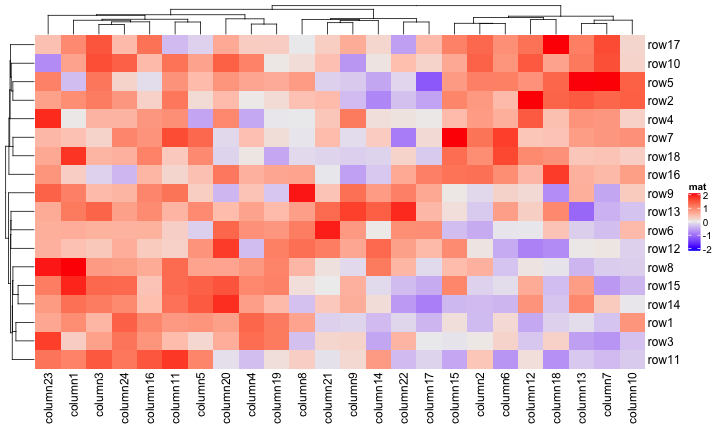 row17
row10
row5
row2
row4
row7
row18
row16
row9
row13
row6
row12
row8
row15
row14
row1
row3
row11
mat
2
1
0
-1
-2
column23
column1
column3
column24
column16
column11
column5
column20
column4
column19
column8
column21
column9
column14
column22
column17
column15
column2
column6
column12
column18
column13
column7
column10